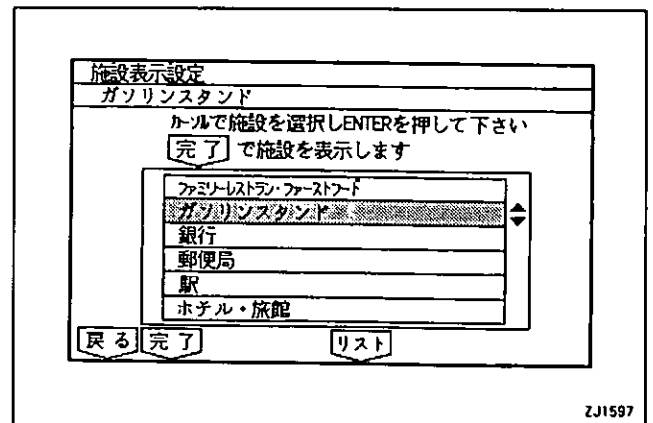 施設表示設定
ガソリンスタンド
カーソルで施設を選択しENTERを押して下さい
完了 で施設を表示します
ファミリーレストラン・ファーストフード
ガソリンスタンド
銀行
郵便局
駅
ホテル・旅館
戻る 完了 リスト
ZJ1597